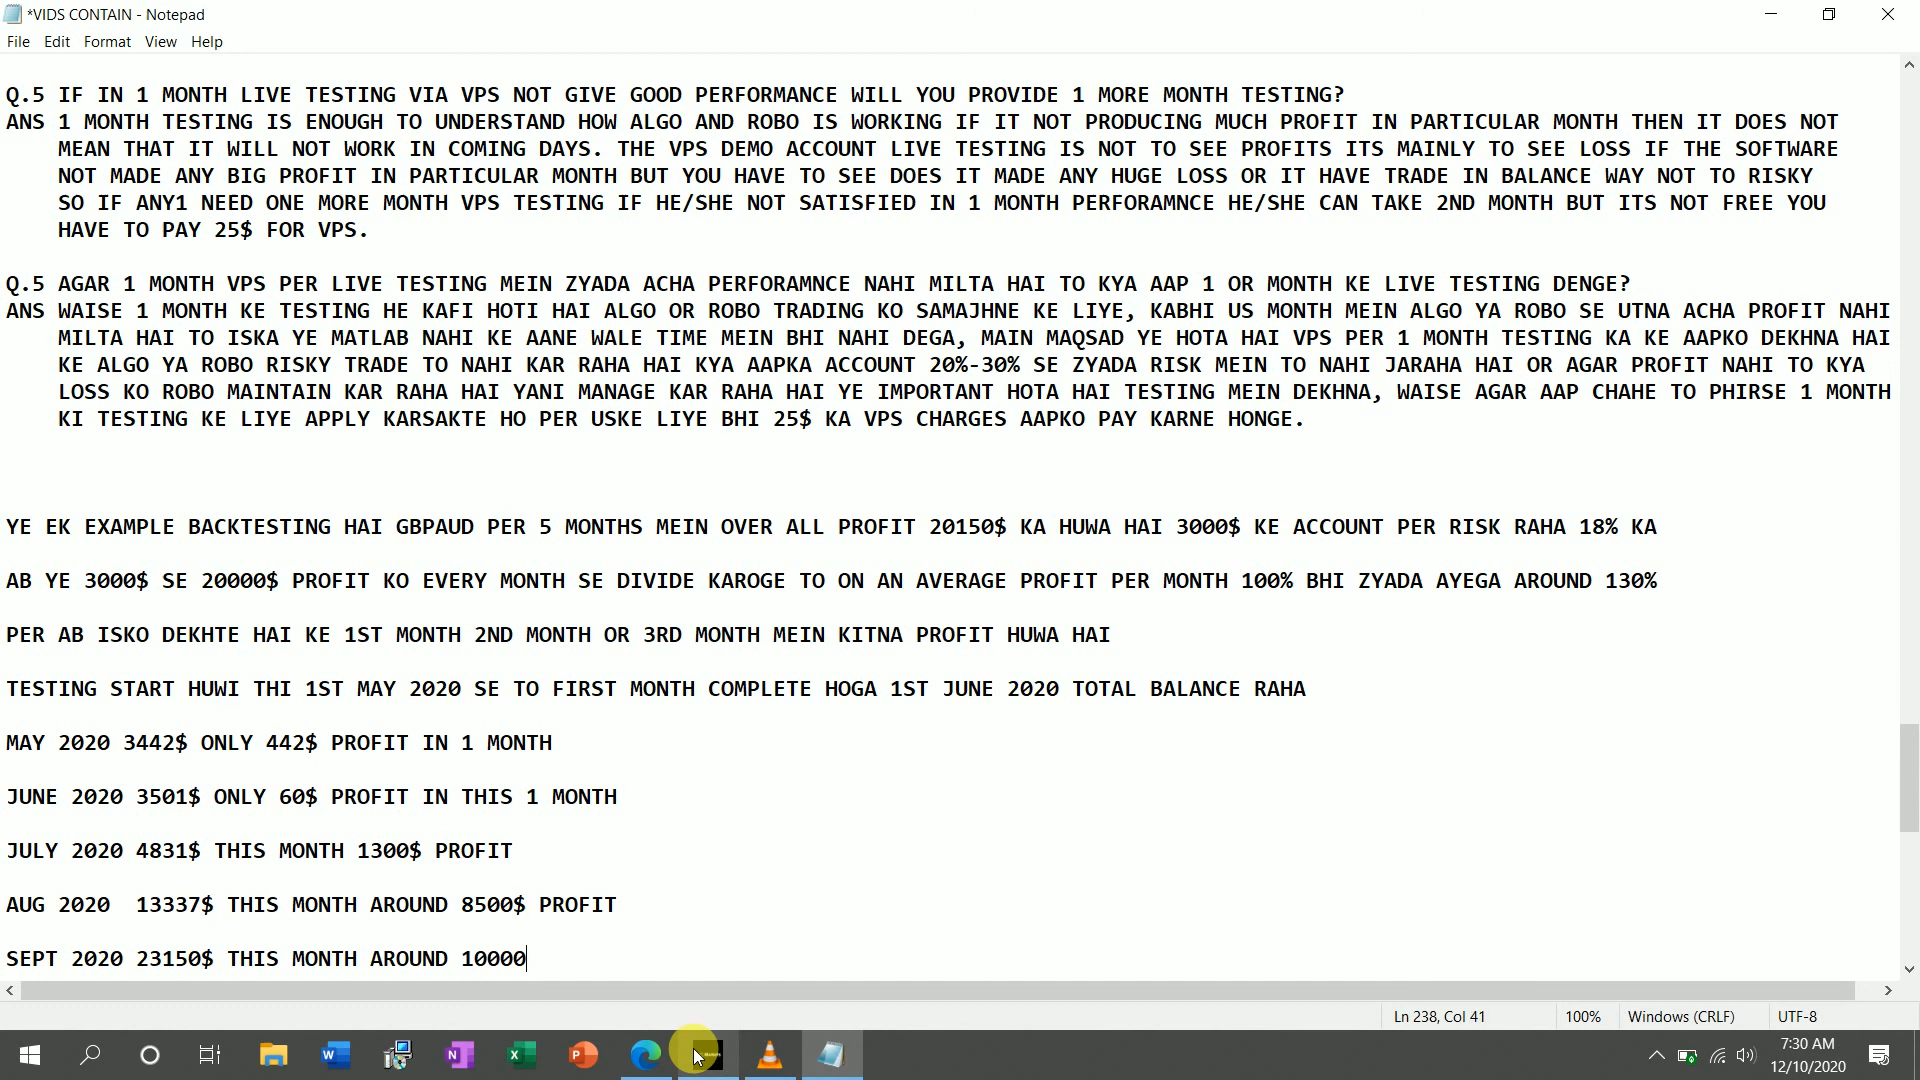 *VIDS CONTAIN - Notepad
File Edit Format View Help
Q.5 IF IN 1 MONTH LIVE TESTING VIA VPS NOT GIVE GOOD PERFORMANCE WILL YOU PROVIDE 1 MORE MONTH TESTING?
ANS 1 MONTH TESTING IS ENOUGH TO UNDERSTAND HOW ALGO AND ROBO IS WORKING IF IT NOT PRODUCING MUCH PROFIT IN PARTICULAR MONTH THEN IT DOES NOT
MEAN THAT IT WILL NOT WORK IN COMING DAYS. THE VPS DEMO ACCOUNT LIVE TESTING IS NOT TO SEE PROFITS ITS MAINLY TO SEE LOSS IF THE SOFTWARE
NOT MADE ANY BIG PROFIT IN PARTICULAR MONTH BUT YOU HAVE TO SEE DOES IT MADE ANY HUGE LOSS OR IT HAVE TRADE IN BALANCE WAY NOT TO RISKY
SO IF ANY1 NEED ONE MORE MONTH VPS TESTING IF HE/SHE NOT SATISFIED IN 1 MONTH PERFORAMNCE HE/SHE CAN TAKE 2ND MONTH BUT ITS NOT FREE YOU
HAVE TO PAY 25$ FOR VPS.
Q.5 AGAR 1 MONTH VPS PER LIVE TESTING MEIN ZYADA ACHA PERFORAMNCE NAHI MILTA HAI TO KYA AAP 1 OR MONTH KE LIVE TESTING DENGE?
ANS WAISE 1 MONTH KE TESTING HE KAFI HOTI HAI ALGO OR ROBO TRADING KO SAMAJHNE KE LIYE, KABHI US MONTH MEIN ALGO YA ROBO SE UTNA ACHA PROFIT NAHI
MILTA HAI TO ISKA YE MATLAB NAHI KE AANE WALE TIME MEIN BHI NAHI DEGA, MAIN MAQSAD YE HOTA HAI VPS PER 1 MONTH TESTING KA KE AAPKO DEKHNA HAI
KE ALGO YA ROBO RISKY TRADE TO NAHI KAR RAHA HAI KYA AAPKA ACCOUNT 20%-30% SE ZYADA RISK MEIN TO NAHI JARAHA HAI OR AGAR PROFIT NAHI TO KYA
LOSS KO ROBO MAINTAIN KAR RAHA HAI YANI MANAGE KAR RAHA HAI YE IMPORTANT HOTA HAI TESTING MEIN DEKHNA, WAISE AGAR AAP CHAHE TO PHIRSE 1 MONTH
KI TESTING KE LIYE APPLY KARSAKTE HO PER USKE LIYE BHI 25$ KA VPS CHARGES AAPKO PAY KARNE HONGE.
YE EK EXAMPLE BACKTESTING HAI GBPAUD PER 5 MONTHS MEIN OVER ALL PROFIT 20150$ KA HUWA HAI 3000$ KE ACCOUNT PER RISK RAHA 18% KA
AB YE 3000$ SE 20000$ PROFIT KO EVERY MONTH SE DIVIDE KAROGE TO ON AN AVERAGE PROFIT PER MONTH 100% BHI ZYADA AYEGA AROUND 130%
PER AB ISKO DEKHTE HAI KE 1ST MONTH 2ND MONTH OR 3RD MONTH MEIN KITNA PROFIT HUWA HAI
TESTING START HUWI THI 1ST MAY 2020 SE TO FIRST MONTH COMPLETE HOGA 1ST JUNE 2020 TOTAL BALANCE RAHA
MAY 2020 3442$ ONLY 442$ PROFIT IN 1 MONTH
JUNE 2020 3501$ ONLY 60$ PROFIT IN THIS 1 MONTH
JULY 2020 4831$ THIS MONTH 1300$ PROFIT
AUG 2020  13337$ THIS MONTH AROUND 8500$ PROFIT
SEPT 2020 23150$ THIS MONTH AROUND 10000
Ln 238, Col 41 100% Windows (CRLF) UTF-8
7:30 AM
12/10/2020